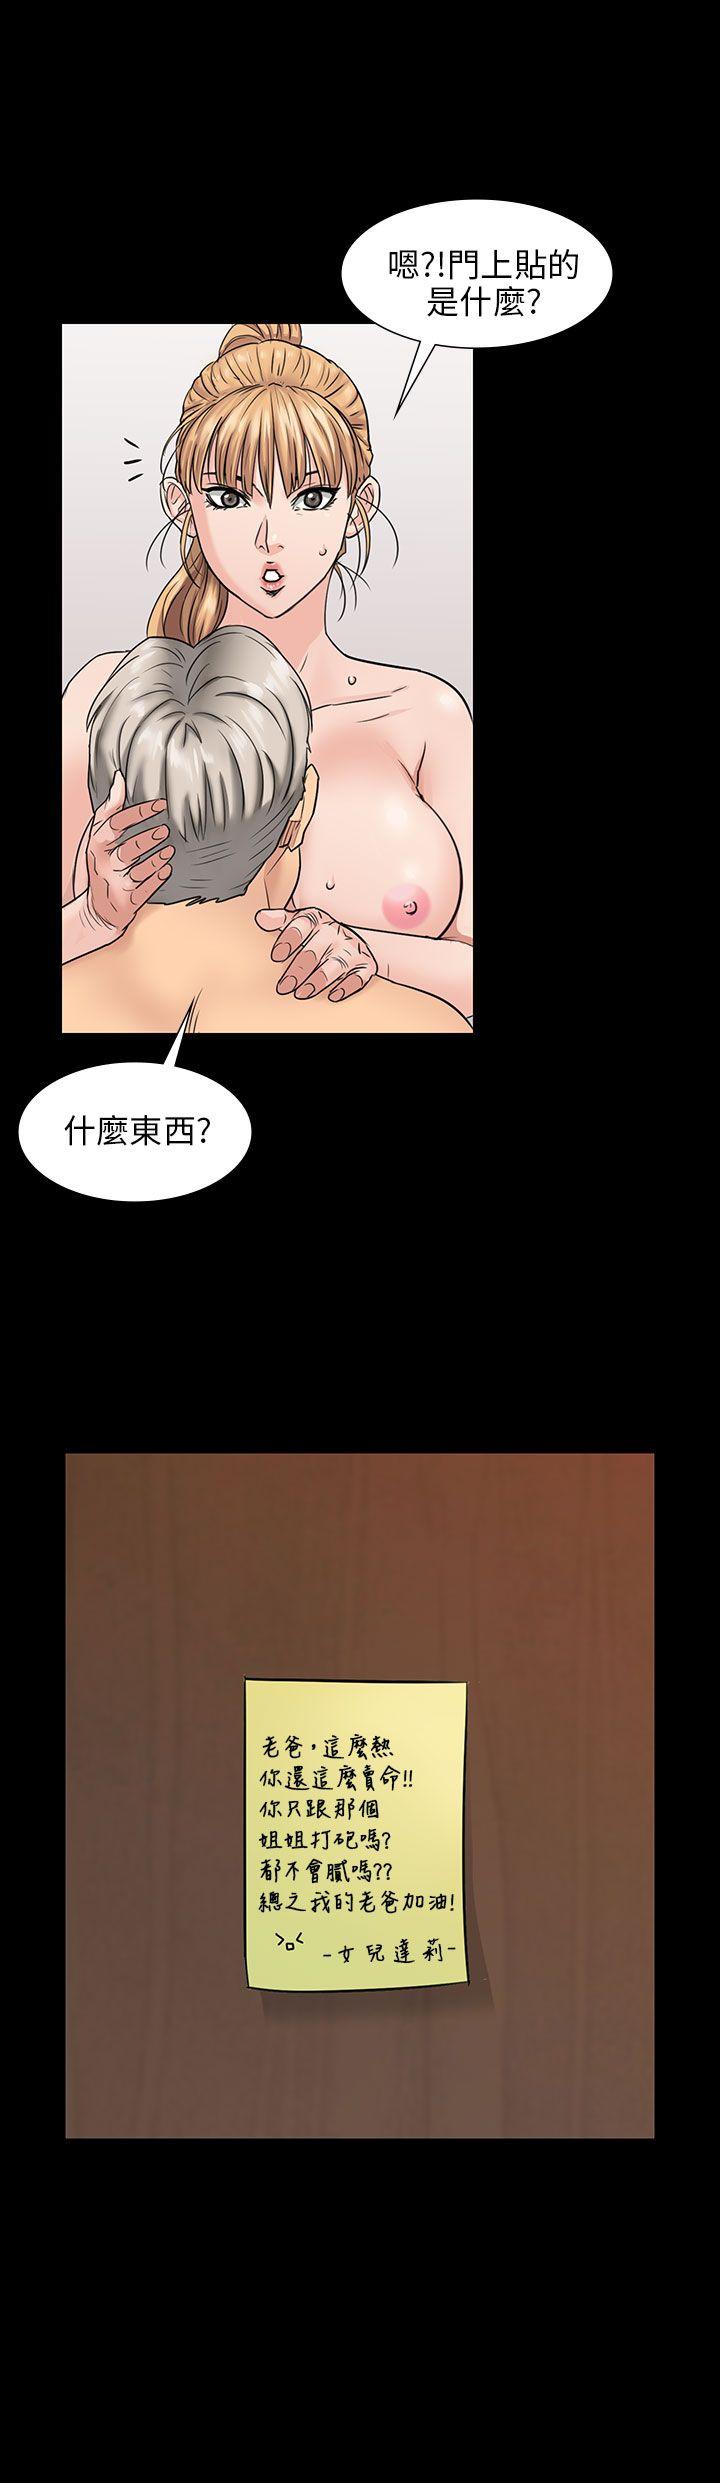 嗯?!門上貼的
是什麼?
什麼東西?
老爸，這麼熱
你還這麼賣命!!
你只跟那個
姐姐打砲嗎?
都不會膩嗎??
總之我的老爸加油!
>o< -女兒達莉-